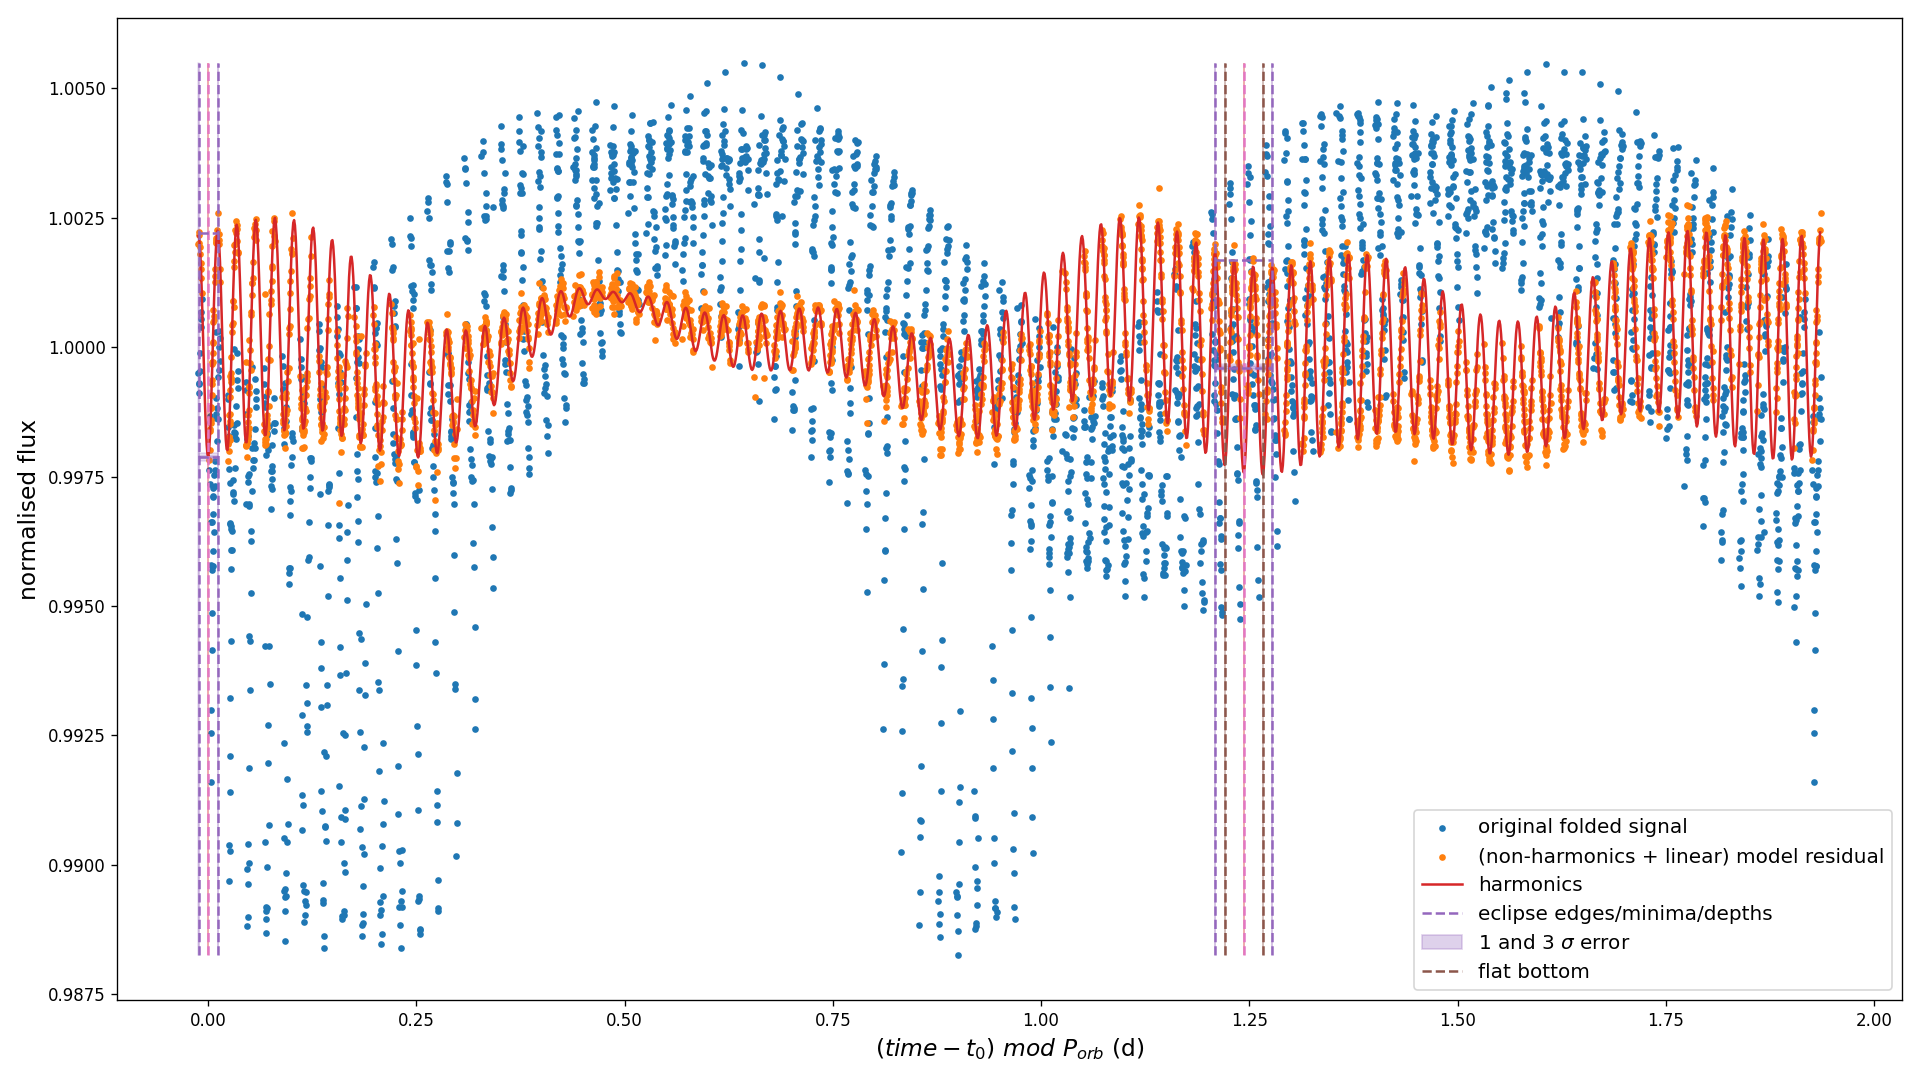 1.0050
1.0025
1.0000
0.9975
0.9950
0.9925
0.9900
0.9875
normalised flux
0.00 0.25 0.50 0.75 1.00 1.25 1.50 1.75 2.00
(time − t₀) mod P_orb (d)
original folded signal
(non-harmonics + linear) model residual
harmonics
eclipse edges/minima/depths
1 and 3 σ error
flat bottom